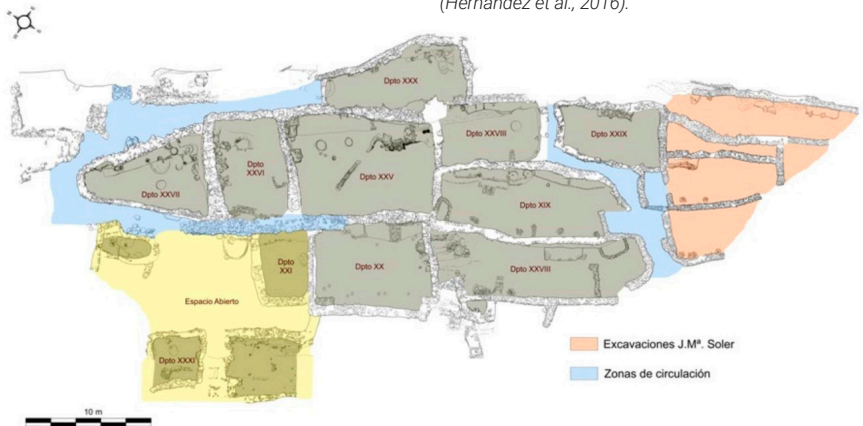 (Hernández et al., 2016).
Dpto XXX
Dpto XXVIII
Dpto XXIX
Dpto
XXVI
Dpto XXV
Dpto XXVII
Dpto XIX
Dpto
XXI
Dpto XX
Dpto XXVIII
Espacio Abierto
Excavaciones J.Mª. Soler
Dpto XXXI
Zonas de circulación
10 m